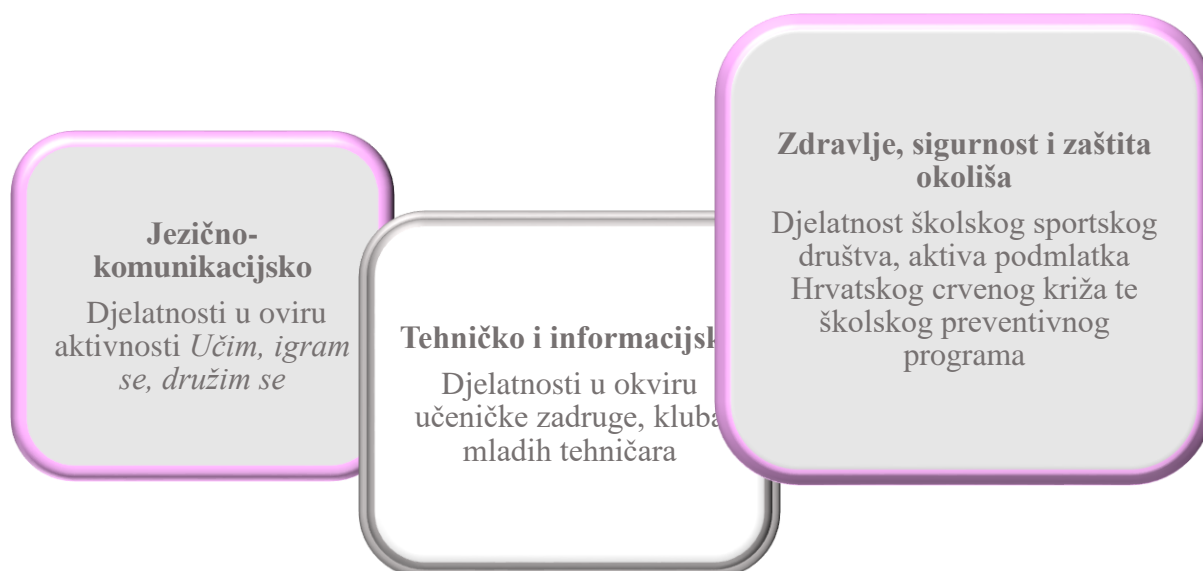 Jezično-
komunikacijsko
Djelatnosti u oviru
aktivnosti Učim, igram
se, družim se
Tehničko i informacijsk
Djelatnosti u okviru
učeničke zadruge, kluba
mladih tehničara
Zdravlje, sigurnost i zaštita
okoliša
Djelatnost školskog sportskog
društva, aktiva podmlatka
Hrvatskog crvenog križa te
školskog preventivnog
programa